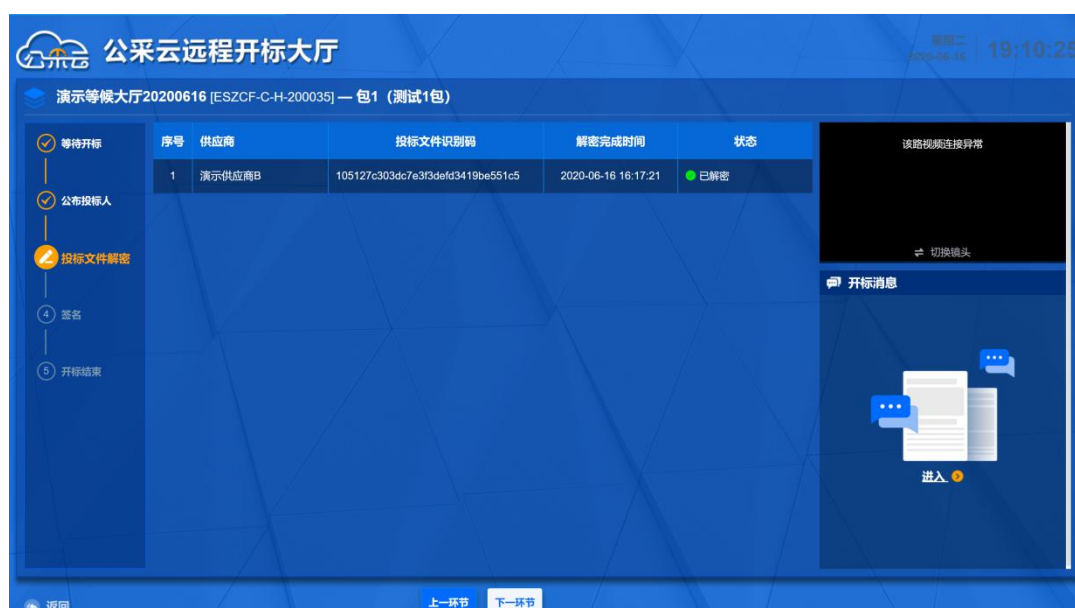 公采云 公采云远程开标大厅
星期二
2020-06-16
19:10:25
演示等候大厅20200616 [ESZCF-C-H-200035] — 包1（测试1包）
等待开标
公布投标人
投标文件解密
4 签名
5 开标结束
序号 供应商 投标文件识别码 解密完成时间 状态
1 演示供应商B 105127c303dc7e3f3defd3419be551c5 2020-06-16 16:17:21 已解密
该路视频连接异常
切换镜头
开标消息
进入
返回
上一环节 下一环节